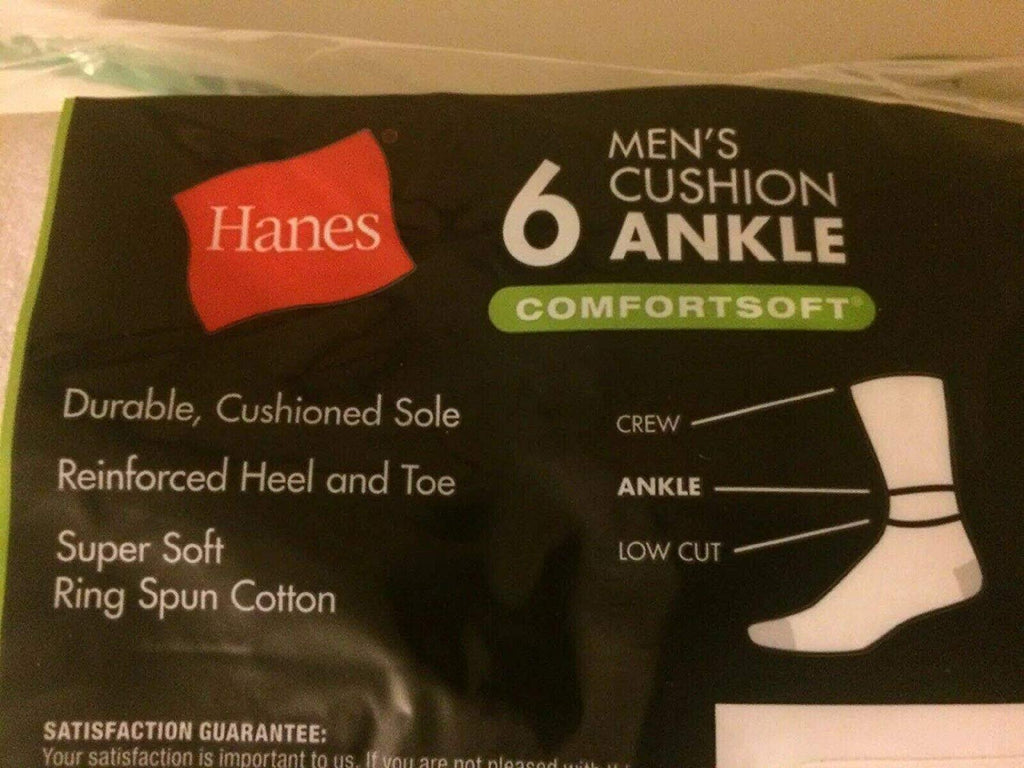 Hanes®
6 MEN'S
CUSHION
ANKLE
COMFORTSOFT®
Durable, Cushioned Sole
Reinforced Heel and Toe
Super Soft
Ring Spun Cotton
CREW
ANKLE
LOW CUT
SATISFACTION GUARANTEE:
Your satisfaction is important to us. If you are not pleased with